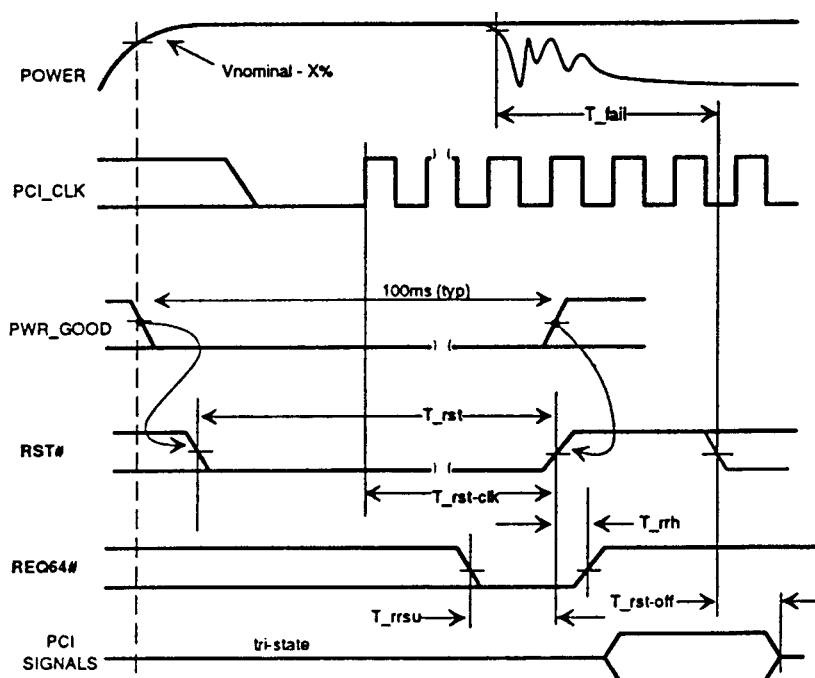 POWER
Vnominal - X%
T_fail
PCI_CLK
100ms (typ)
PWR_GOOD
T_rst
RST#
T_rst-clk
T_rrh
REQ64#
T_rrsu
T_rst-off
PCI
SIGNALS
tri-state